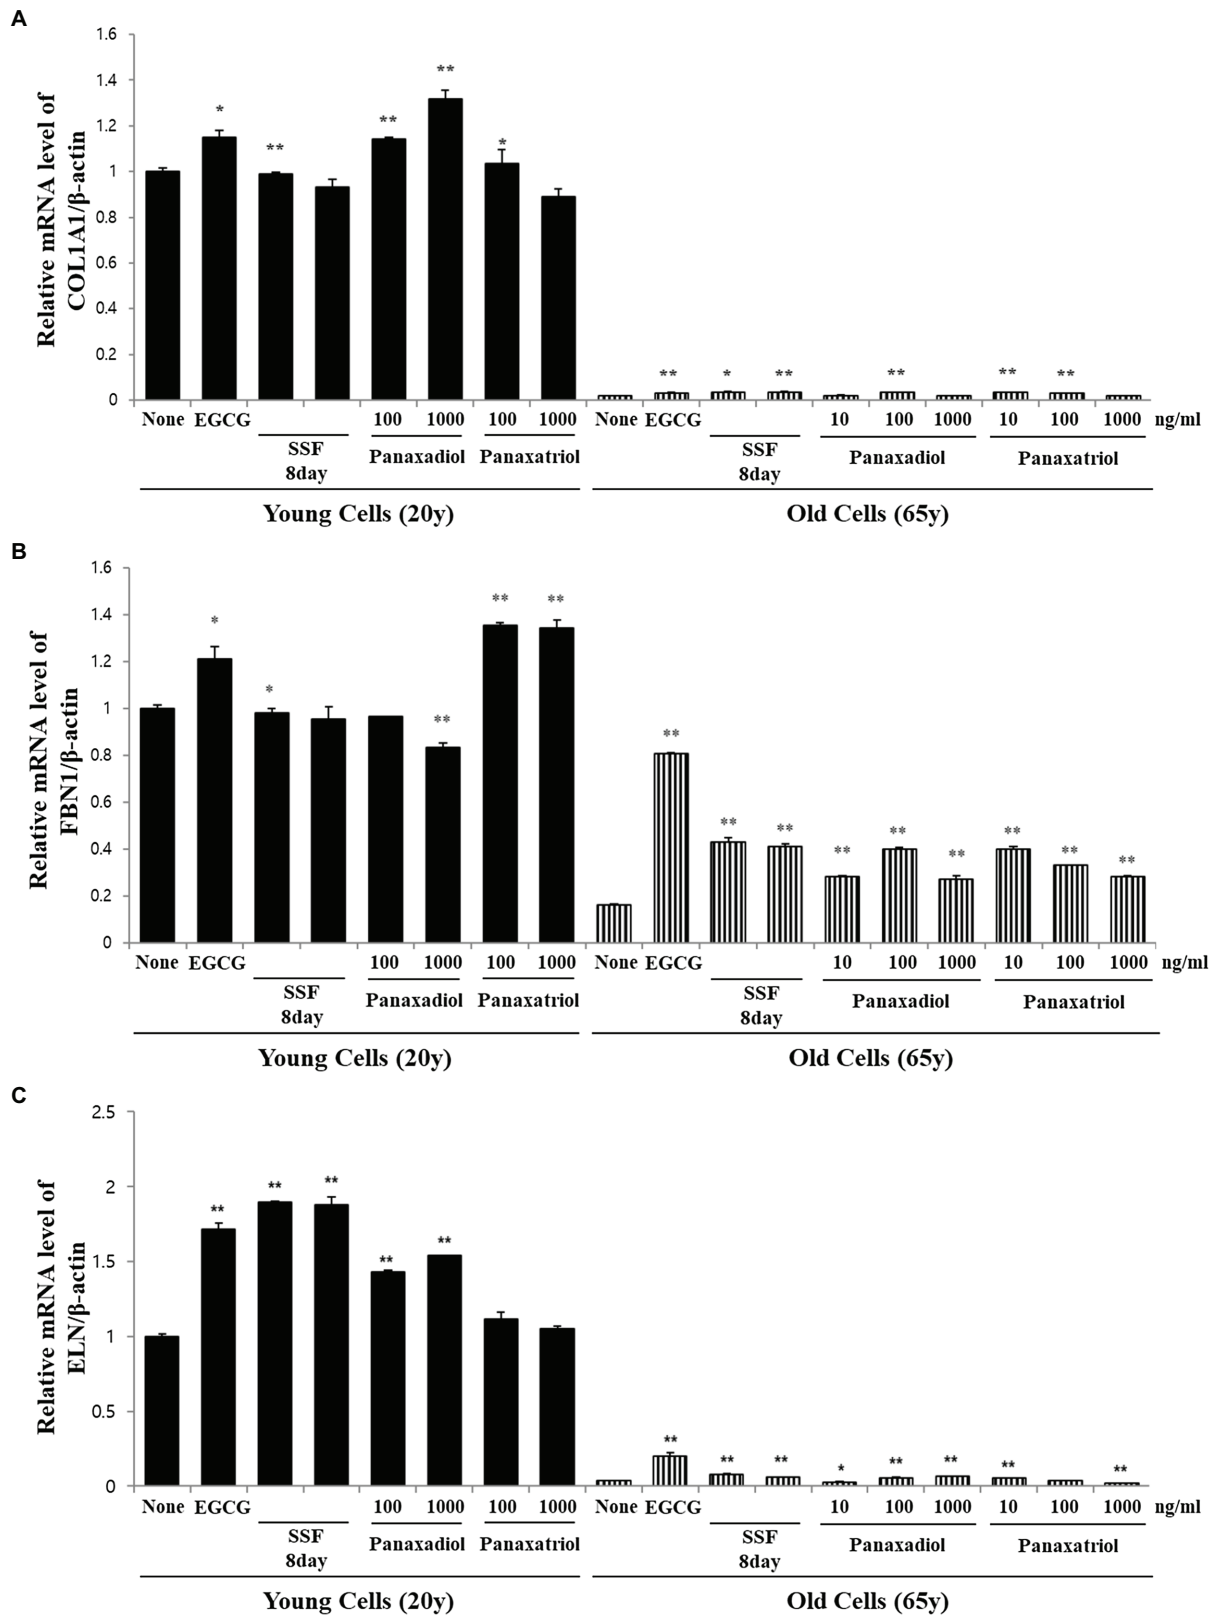 A
Relative mRNA level of
COL1A1/β-actin
1.6
1.4
1.2
1
0.8
0.6
0.4
0.2
0
* ** ** ** * ** * ** ** ** **
None EGCG 100 1000 100 1000 None EGCG 10 100 1000 10 100 1000 ng/ml
SSF Panaxadiol Panaxatriol SSF Panaxadiol Panaxatriol
8day 8day
Young Cells (20y) Old Cells (65y)
B
Relative mRNA level of
FBN1/β-actin
1.6
1.4
1.2
1
0.8
0.6
0.4
0.2
0
* * ** ** ** ** ** ** ** ** ** ** ** **
None EGCG 100 1000 100 1000 None EGCG 10 100 1000 10 100 1000 ng/ml
SSF Panaxadiol Panaxatriol SSF Panaxadiol Panaxatriol
8day 8day
Young Cells (20y) Old Cells (65y)
C
Relative mRNA level of
ELN/β-actin
2.5
2
1.5
1
0.5
0
** ** ** ** ** ** ** ** * ** ** ** **
None EGCG 100 1000 100 1000 None EGCG 10 100 1000 10 100 1000 ng/ml
SSF Panaxadiol Panaxatriol SSF Panaxadiol Panaxatriol
8day 8day
Young Cells (20y) Old Cells (65y)